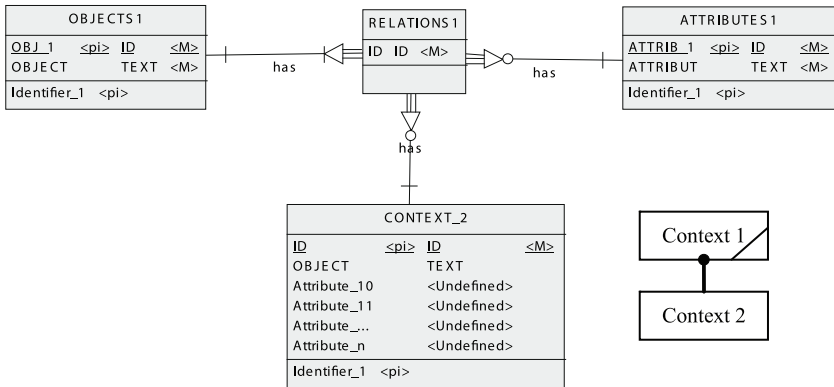 OBJECTS1
OBJ_1 <pi> ID <M>
OBJECT TEXT <M>
Identifier_1 <pi>
has
RELATIONS1
ID ID <M>
has
ATTRIBUTES1
ATTRIB_1 <pi> ID <M>
ATTRIBUT TEXT <M>
Identifier_1 <pi>
has
CONTEXT_2
ID <pi> ID <M>
OBJECT TEXT
Attribute_10 <Undefined>
Attribute_11 <Undefined>
Attribute_... <Undefined>
Attribute_n <Undefined>
Identifier_1 <pi>
Context 1
Context 2